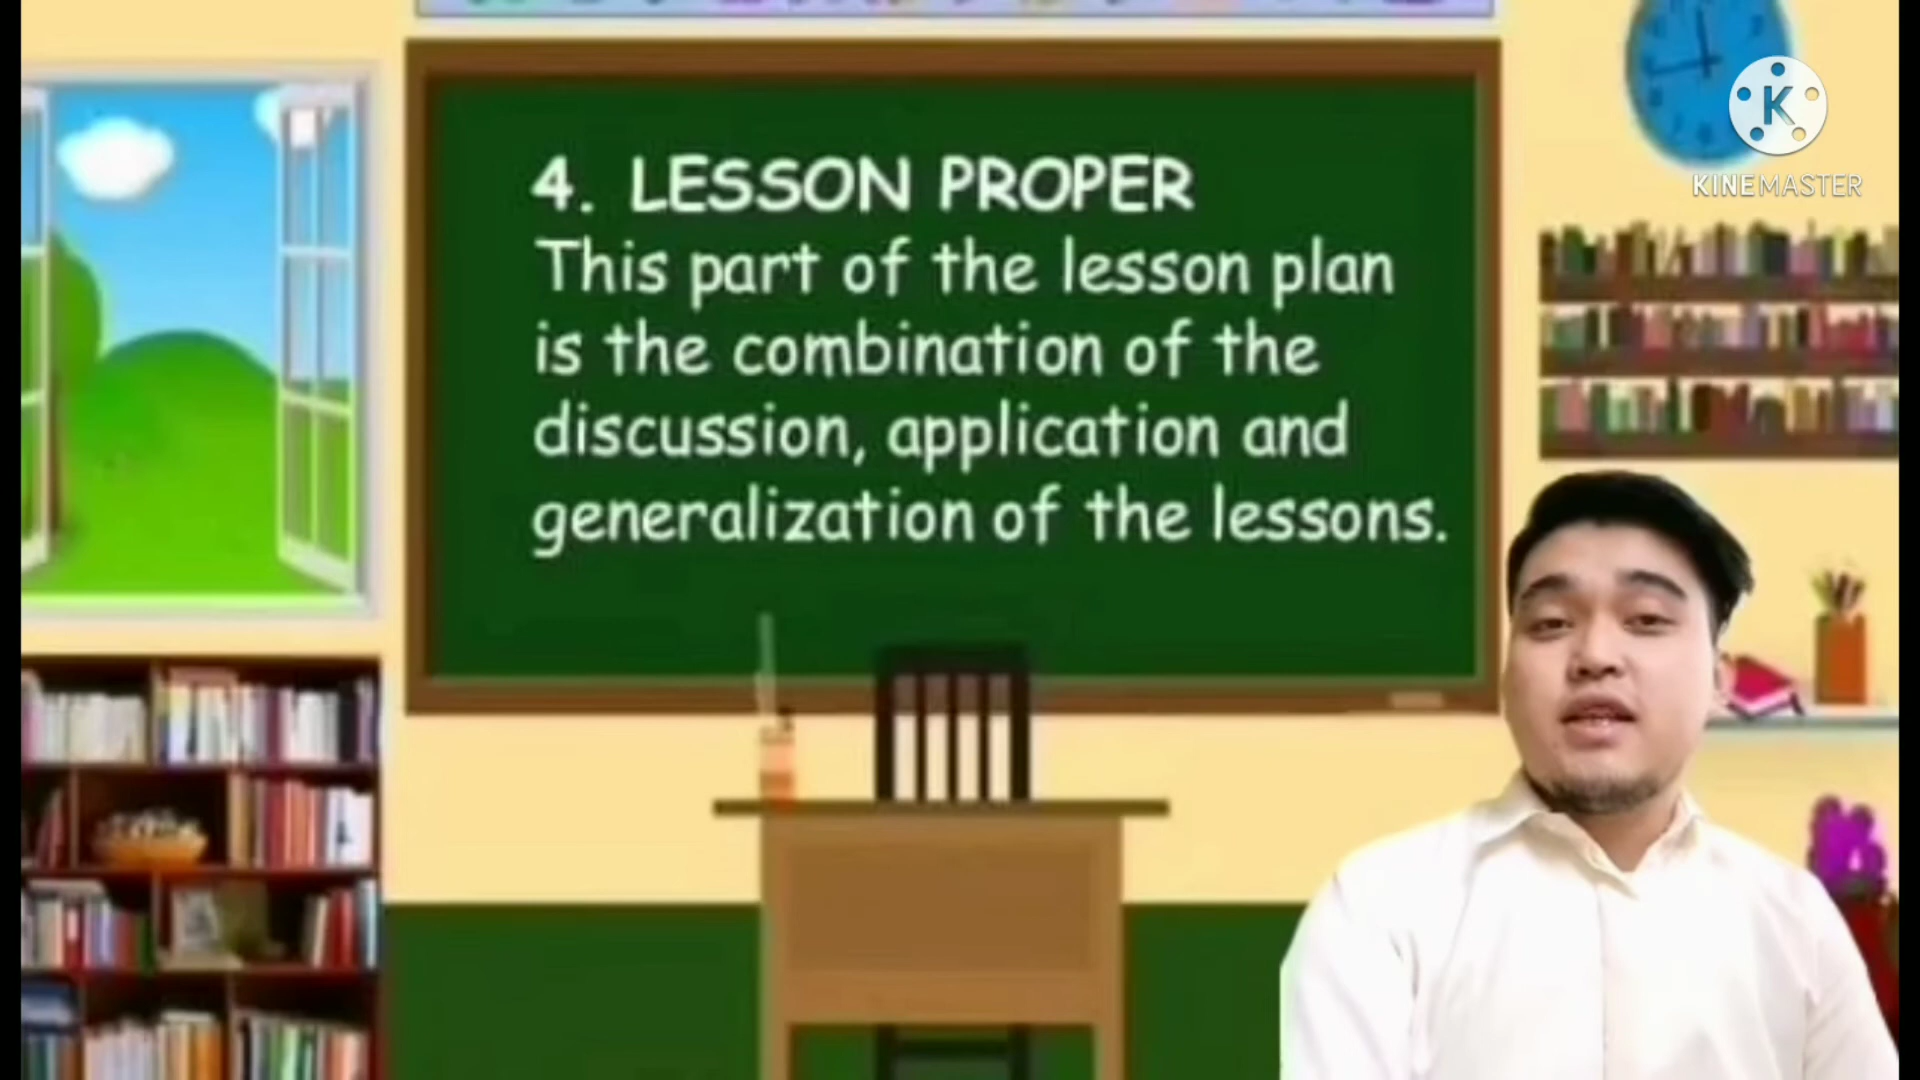 4. LESSON PROPER
This part of the lesson plan
is the combination of the
discussion, application and
generalization of the lessons.
K
KINEMASTER